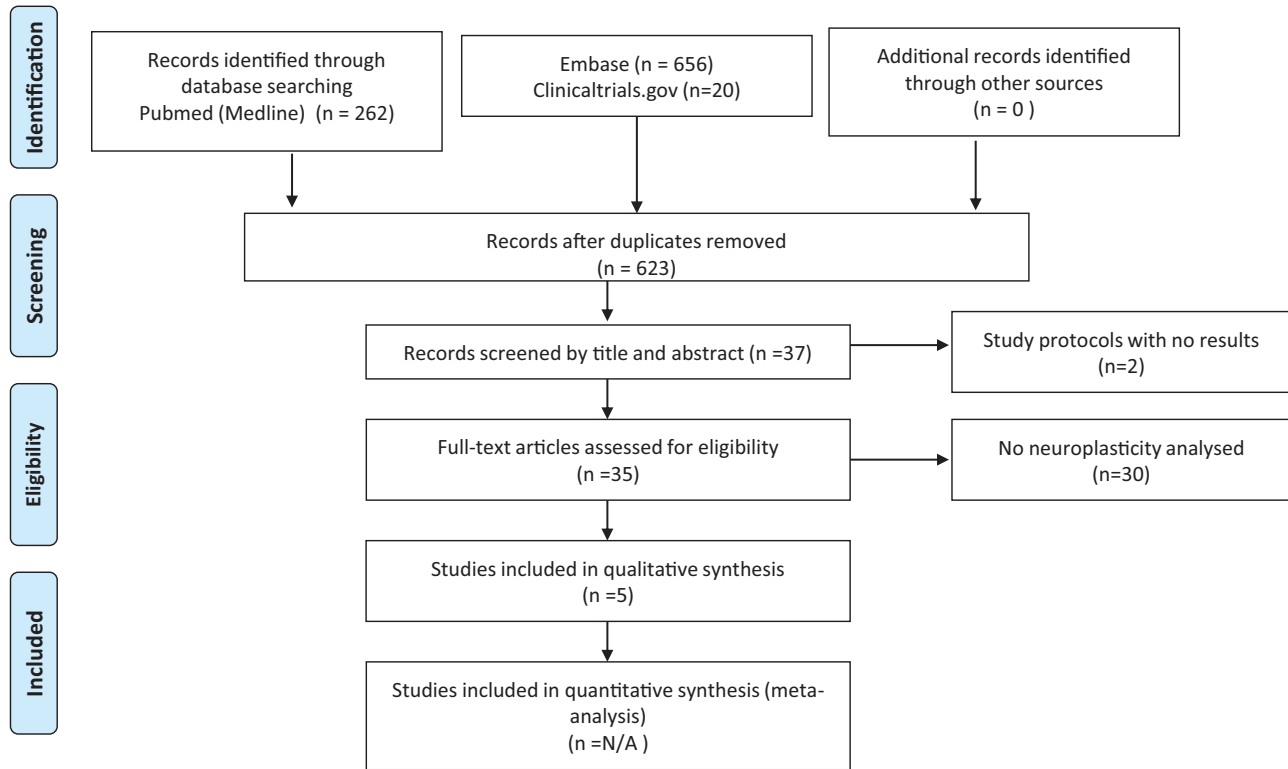 Identification
Records identified through
database searching
Pubmed (Medline) (n = 262)
Embase (n = 656)
Clinicaltrials.gov (n=20)
Additional records identified
through other sources
(n = 0 )
Screening
Records after duplicates removed
(n = 623)
Records screened by title and abstract (n =37)
Study protocols with no results
(n=2)
Eligibility
Full-text articles assessed for eligibility
(n =35)
No neuroplasticity analysed
(n=30)
Studies included in qualitative synthesis
(n =5)
Included
Studies included in quantitative synthesis (meta-
analysis)
(n =N/A )